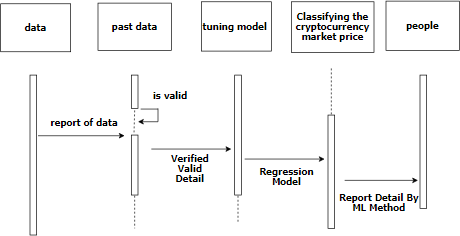 data
past data
tuning model
Classifying the
cryptocurrency
market price
people
is valid
report of data
Verified
Valid
Detail
Regression
Model
Report Detail By
ML Method